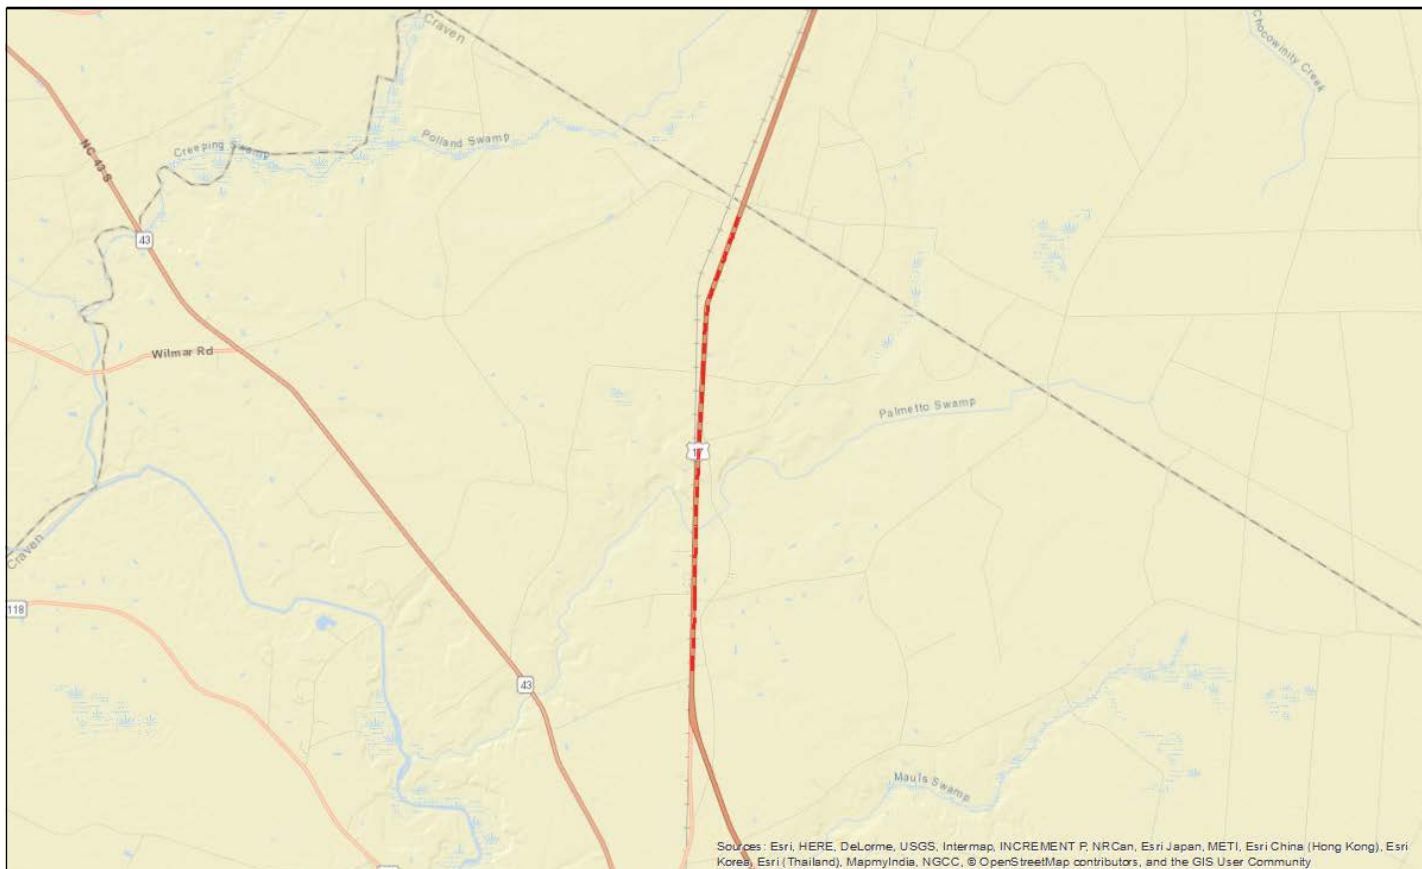 Craven
Chocowinity Creek
Polland Swamp
Creeping Swamp
NC 43-S
43
Wilmar Rd
Palmetto Swamp
17
Craven
118
43
Mauls Swamp
Sources: Esri, HERE, DeLorme, USGS, Intermap, INCREMENT P, NRCan, Esri Japan, METI, Esri China (Hong Kong), Esri
Korea, Esri (Thailand), MapmyIndia, NGCC, © OpenStreetMap contributors, and the GIS User Community